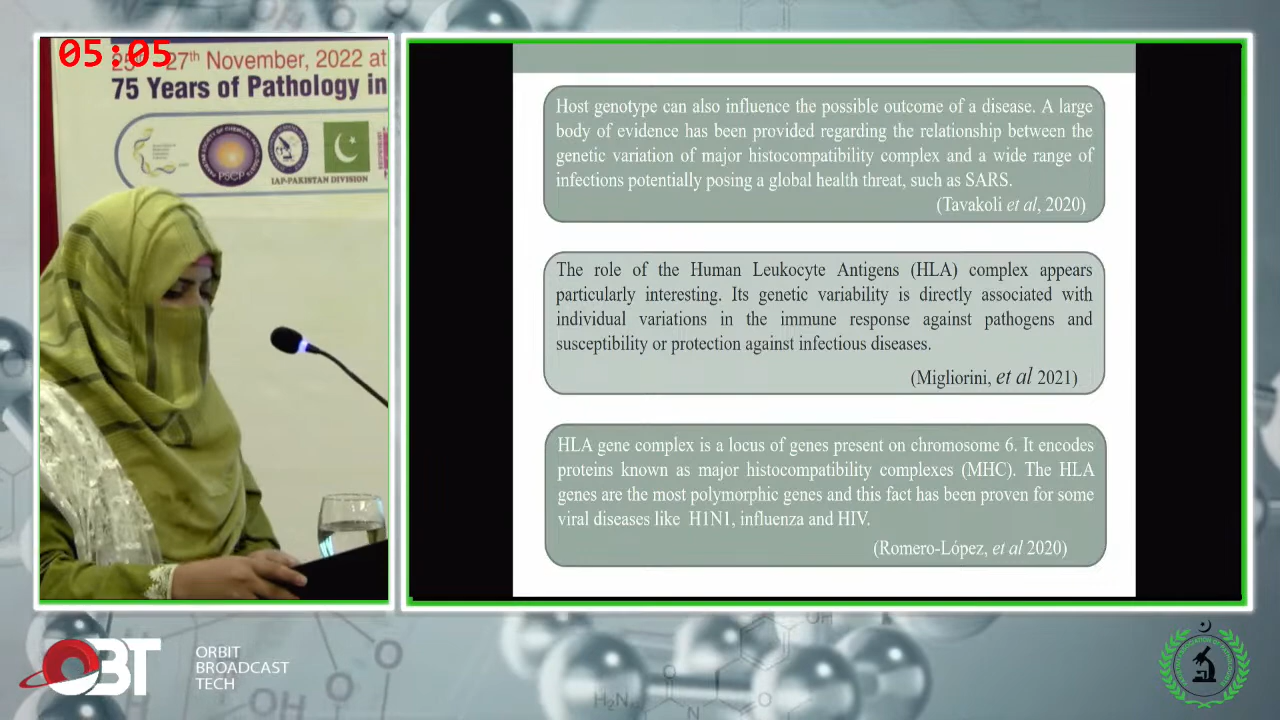 05:05
27th November, 2022 at
75 Years of Pathology in
PSCP
IAP-PAKISTAN DIVISION
Host genotype can also influence the possible outcome of a disease. A large
body of evidence has been provided regarding the relationship between the
genetic variation of major histocompatibility complex and a wide range of
infections potentially posing a global health threat, such as SARS.
(Tavakoli et al, 2020)
The role of the Human Leukocyte Antigens (HLA) complex appears
particularly interesting. Its genetic variability is directly associated with
individual variations in the immune response against pathogens and
susceptibility or protection against infectious diseases.
(Migliorini, et al 2021)
HLA gene complex is a locus of genes present on chromosome 6. It encodes
proteins known as major histocompatibility complexes (MHC). The HLA
genes are the most polymorphic genes and this fact has been proven for some
viral diseases like H1N1, influenza and HIV.
(Romero-López, et al 2020)
OBT
ORBIT
BROADCAST
TECH
OH
OH
H₂N
N
O